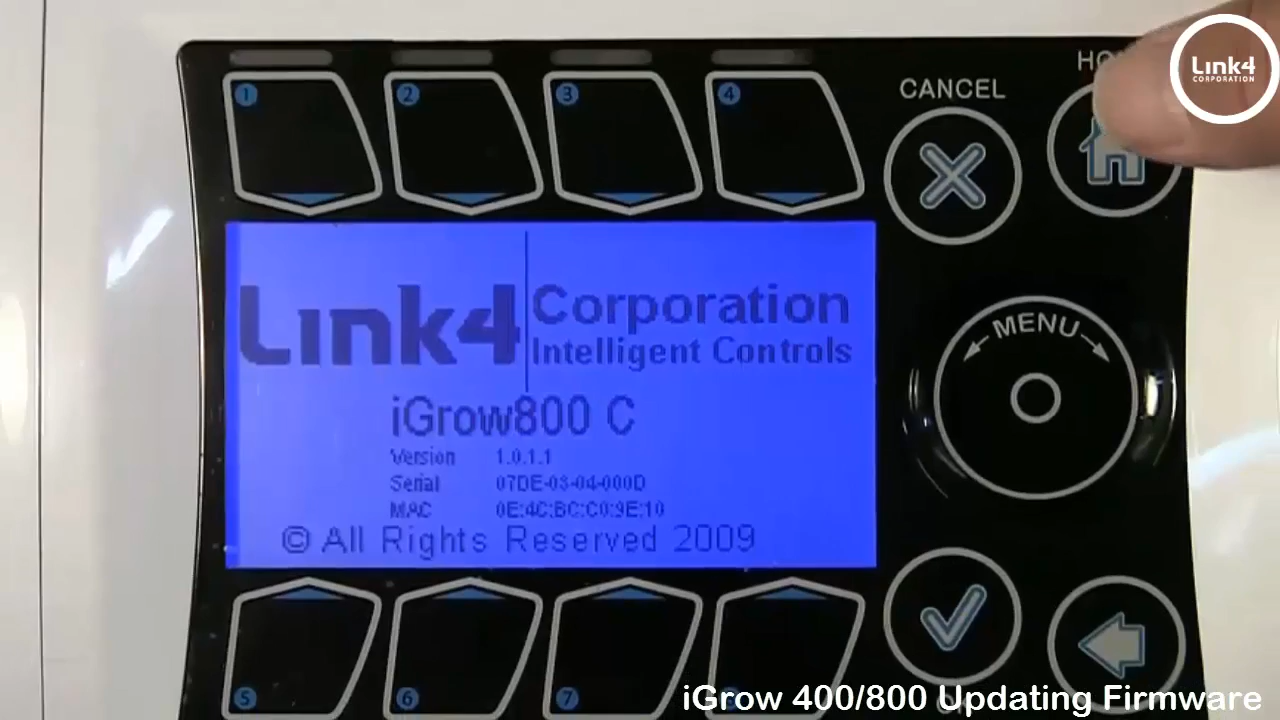 HO
CANCEL
Link4
CORPORATION
1
2
3
4
Link4
Corporation
Intelligent Controls
iGrow800 C
Version 1.0.1.1
Serial 07DE-03-04-000D
MAC 0E:4C:BC:C0:9E:10
© All Rights Reserved 2009
MENU
5
6
7
iGrow 400/800 Updating Firmware